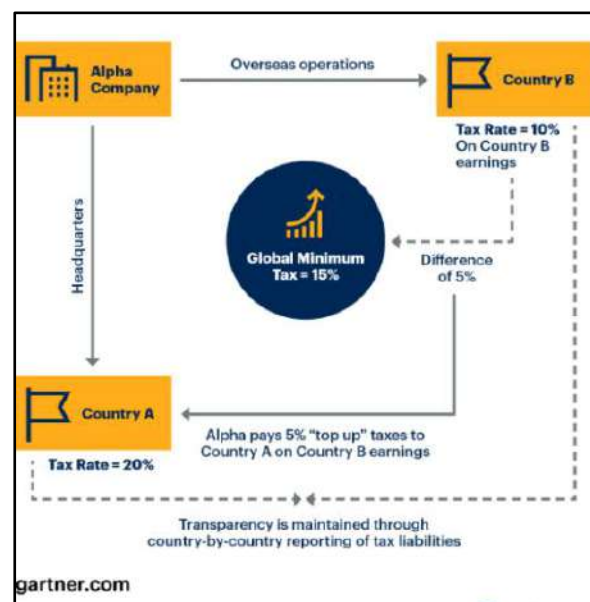 Alpha
Company
Overseas operations
Country B
Tax Rate = 10%
On Country B
earnings
Headquarters
Global Minimum
Tax = 15%
Difference
of 5%
Country A
Alpha pays 5% "top up" taxes to
Country A on Country B earnings
Tax Rate = 20%
Transparency is maintained through
country-by-country reporting of tax liabilities
gartner.com